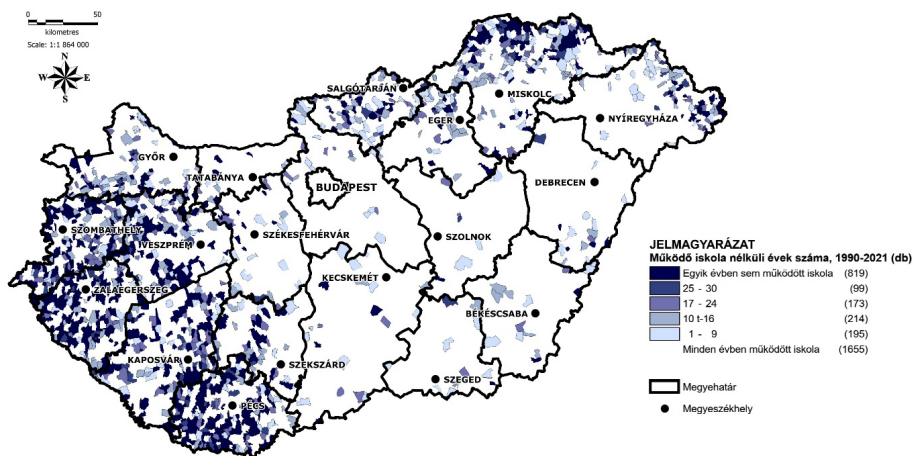 0 50
kilometres
Scale: 1:1 864 000
N
W E
S
SALGÓTARJÁN
MISKOLC
EGER
NYÍREGYHÁZA
GYŐR
TATABÁNYA
BUDAPEST
DEBRECEN
SZOMBATHELY
VESZPRÉM
SZÉKESFEHÉRVÁR
SZOLNOK
ZALAEGERSZEG
KECSKEMÉT
BÉKÉSCSABA
KAPOSVÁR
SZEKSZÁRD
SZEGED
PÉCS
JELMAGYARÁZAT
Működő iskola nélküli évek száma, 1990-2021 (db)
Egyik évben sem működött iskola (819)
25 - 30 (99)
17 - 24 (173)
10 t-16 (214)
1 - 9 (195)
Minden évben működött iskola (1655)
Megyehatár
Megyeszékhely